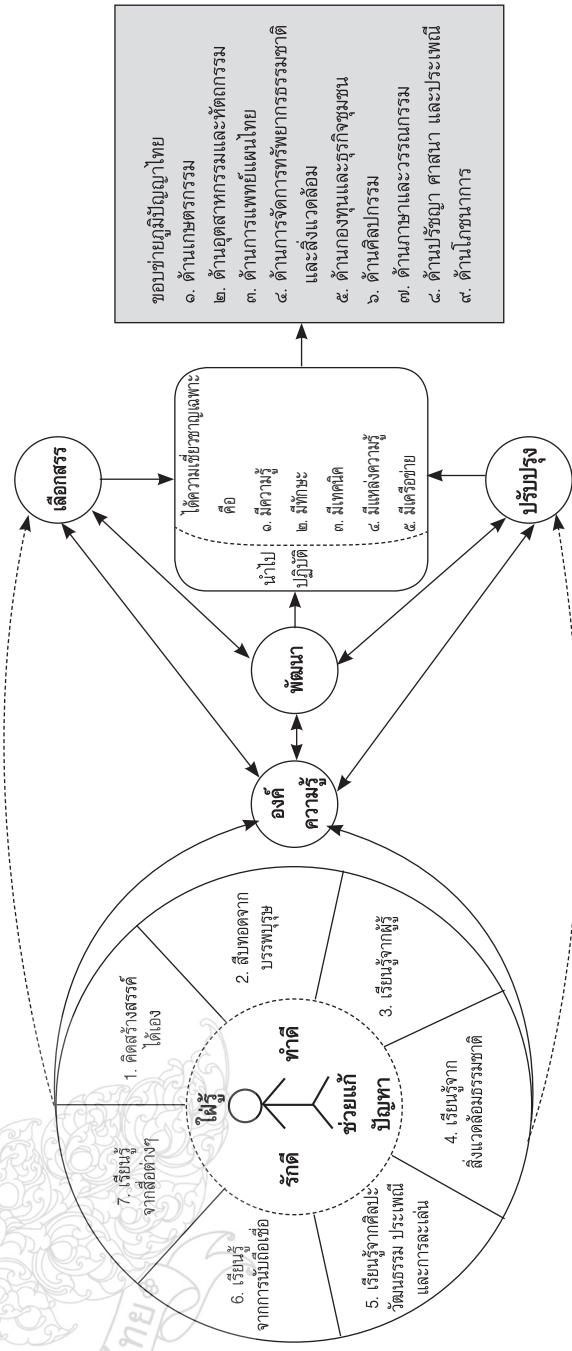 1. คิดสร้างสรรค์
ได้เอง
2. สืบทอดจาก
บรรพบุรุษ
3. เรียนรู้จากผู้รู้
4. เรียนรู้จาก
สิ่งแวดล้อมธรรมชาติ
5. เรียนรู้จากศิลปะ
วัฒนธรรม ประเพณี
และการละเล่น
6. เรียนรู้
จากการนับถือเชื่อ
7. เรียนรู้
จากสื่อต่างๆ
ใฝ่รู้
รักดี
ทำดี
ช่วยแก้
ปัญหา
องค์
ความรู้
พัฒนา
เลือกสรร
ปรับปรุง
นำไป
ปฏิบัติ
ได้ความเชี่ยวชาญเฉพาะ
คือ
๑. มีความรู้
๒. มีทักษะ
๓. มีเทคนิค
๔. มีแหล่งความรู้
๕. มีเครือข่าย
ขอบข่ายภูมิปัญญาไทย
๑. ด้านเกษตรกรรม
๒. ด้านอุตสาหกรรมและหัตถกรรม
๓. ด้านการแพทย์แผนไทย
๔. ด้านการจัดการทรัพยากรธรรมชาติ
และสิ่งแวดล้อม
๕. ด้านกองทุนและธุรกิจชุมชน
๖. ด้านศิลปกรรม
๗. ด้านภาษาและวรรณกรรม
๘. ด้านปรัชญา ศาสนา และประเพณี
๙. ด้านโภชนาการ